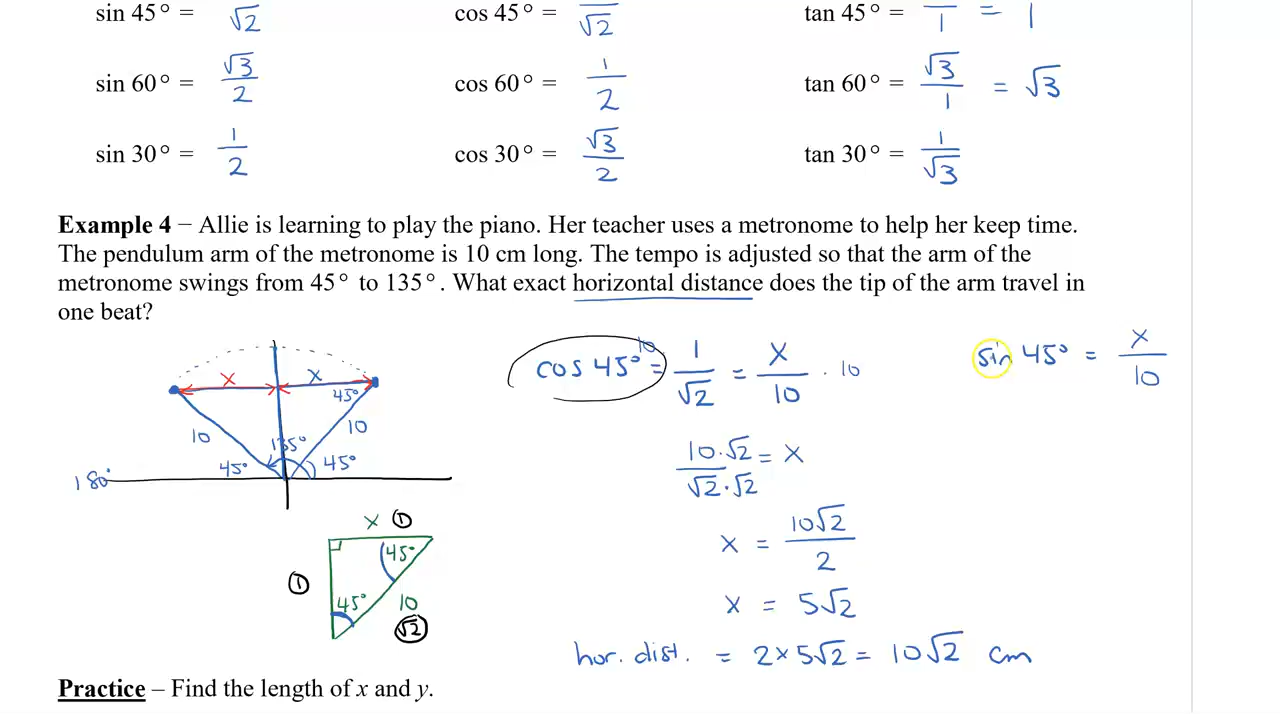 sin 45° = √2 cos 45° = √2 tan 45° = 1 = 1
sin 60° = √3/2 cos 60° = 1/2 tan 60° = √3/1 = √3
sin 30° = 1/2 cos 30° = √3/2 tan 30° = 1/√3
Example 4 − Allie is learning to play the piano. Her teacher uses a metronome to help her keep time.
The pendulum arm of the metronome is 10 cm long. The tempo is adjusted so that the arm of the
metronome swings from 45° to 135°. What exact horizontal distance does the tip of the arm travel in
one beat?
x x
45°
10 135° 10
45° 45°
180°
x ①
45°
①
45° 10
√2
10 cos 45° = 1/√2 = x/10 · 10
10·√2/√2·√2 = x
x = 10√2/2
x = 5√2
hor. dist. = 2 × 5√2 = 10√2 cm
sin 45° = x/10
Practice – Find the length of x and y.